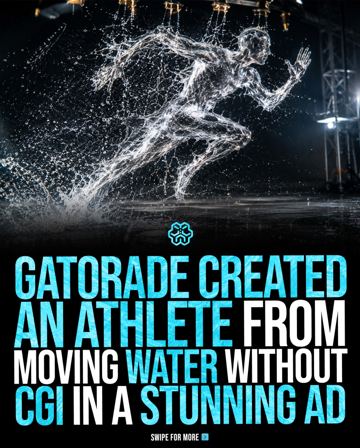 GATORADE CREATED
AN ATHLETE FROM
MOVING WATER WITHOUT
CGI IN A STUNNING AD
SWIPE FOR MORE